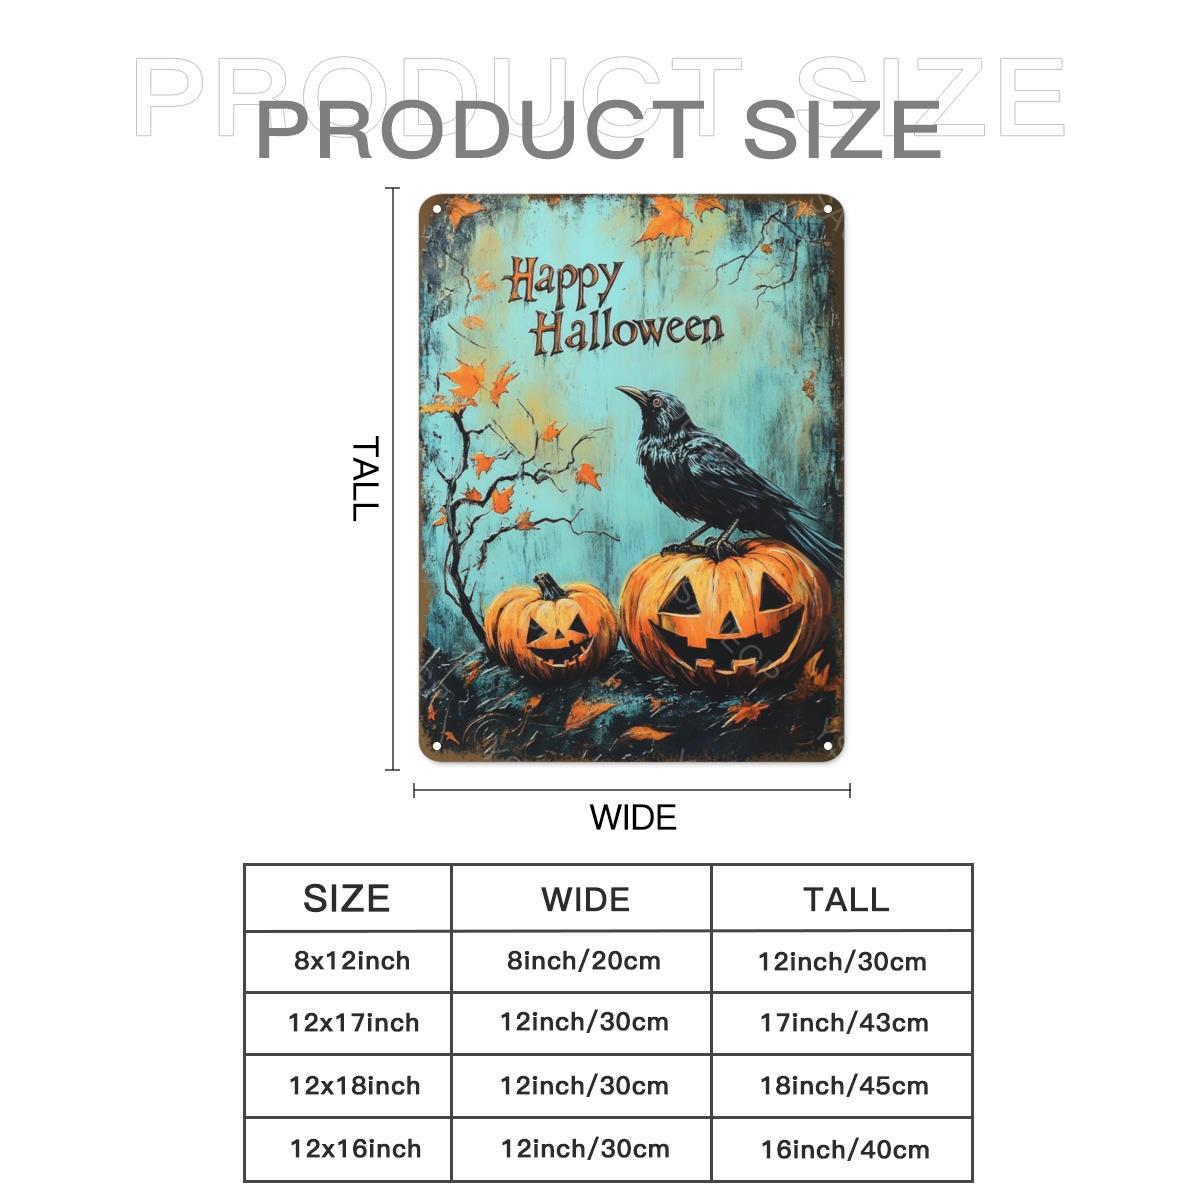 PRODUCT SIZE
PRODUCT SIZE
Happy
Halloween
TALL
WIDE
SIZE WIDE TALL
8x12inch 8inch/20cm 12inch/30cm
12x17inch 12inch/30cm 17inch/43cm
12x18inch 12inch/30cm 18inch/45cm
12x16inch 12inch/30cm 16inch/40cm